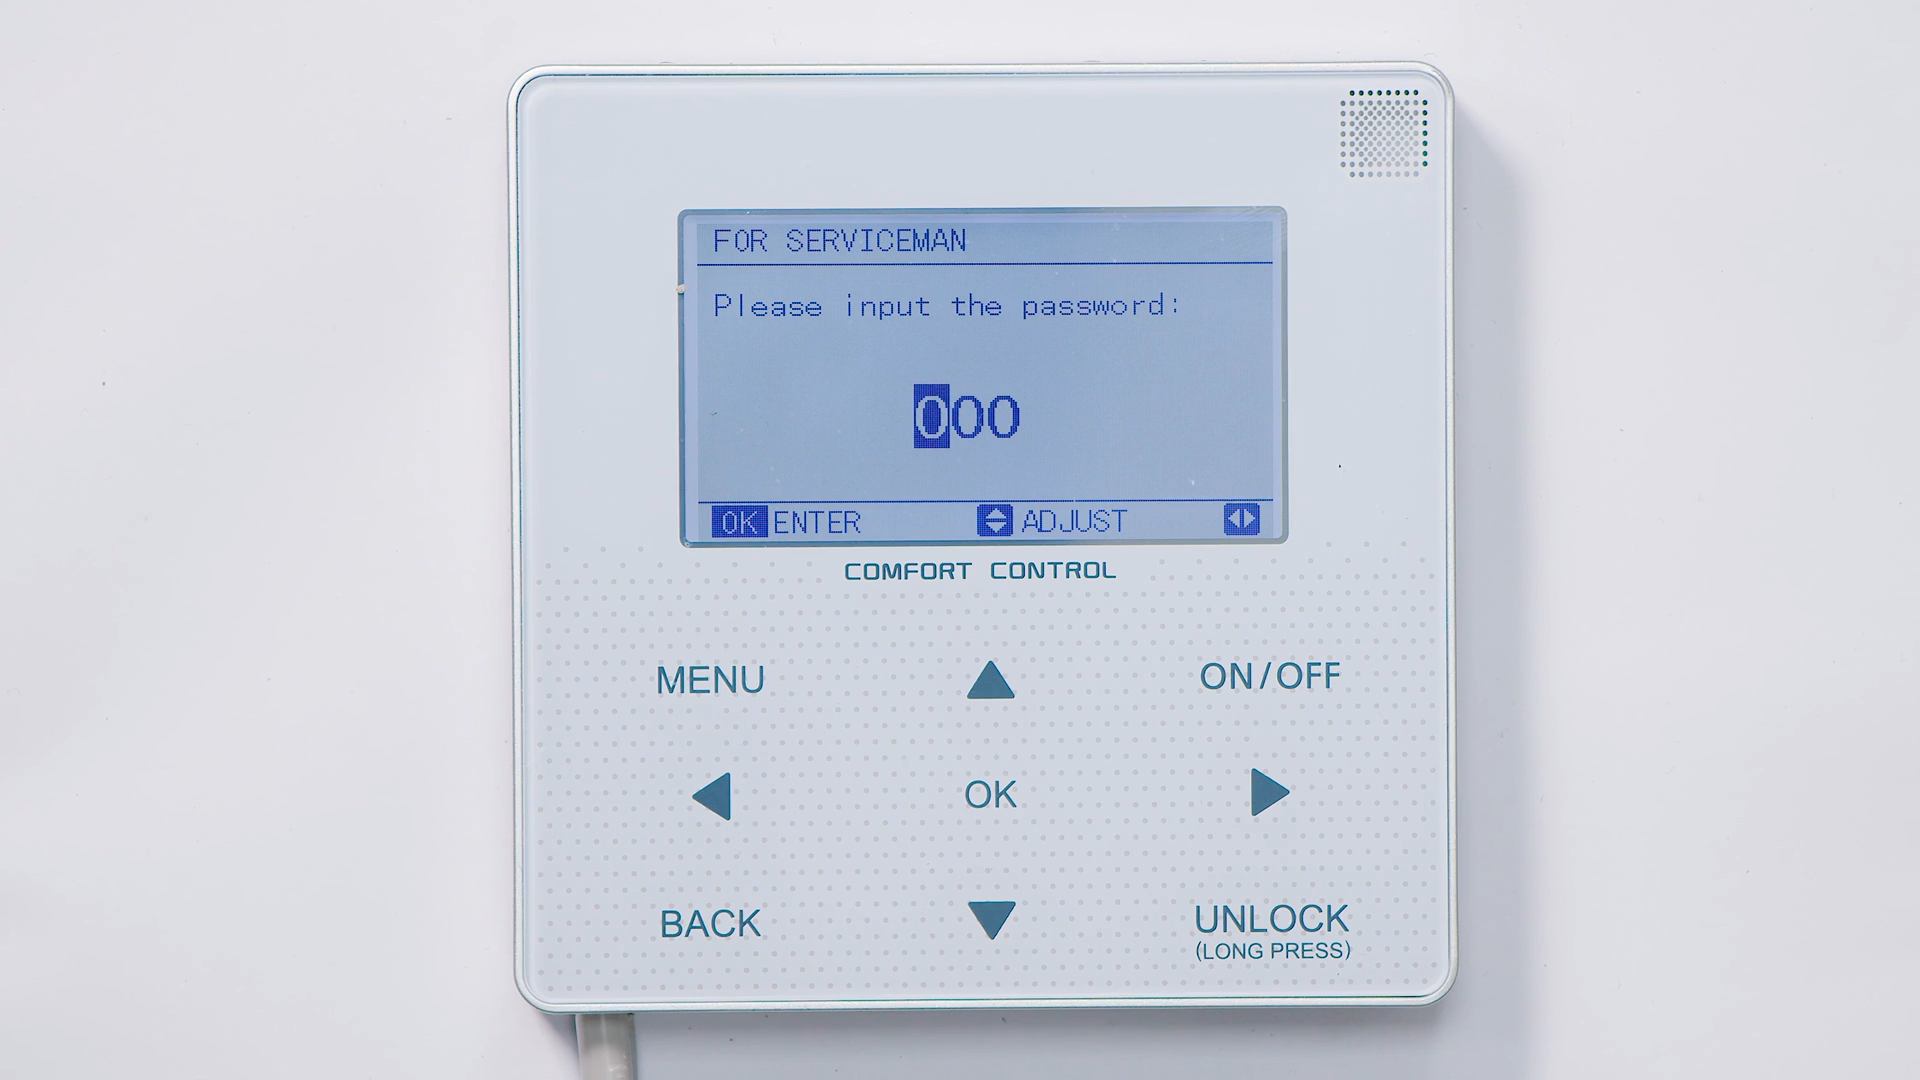 FOR SERVICEMAN
Please input the password:
000
OK ENTER ADJUST
COMFORT CONTROL
MENU ON/OFF
OK
BACK UNLOCK
(LONG PRESS)